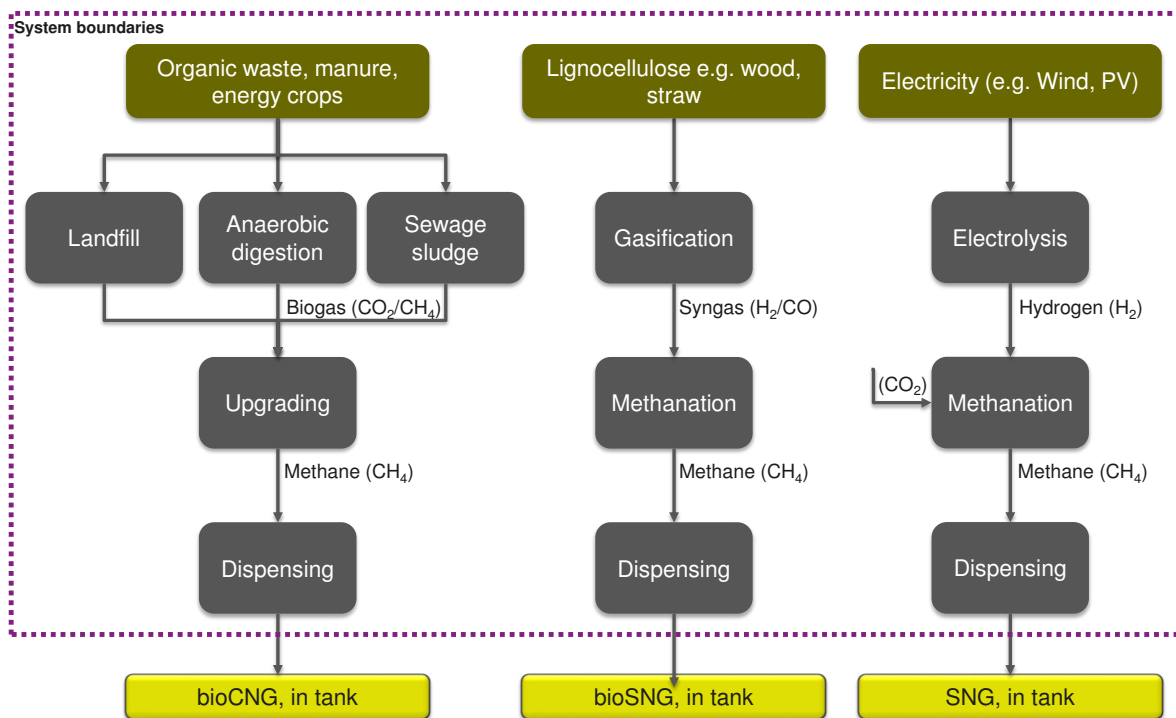 System boundaries
Organic waste, manure,
energy crops
Lignocellulose e.g. wood,
straw
Electricity (e.g. Wind, PV)
Landfill
Anaerobic
digestion
Sewage
sludge
Gasification
Electrolysis
Biogas (CO₂/CH₄)
Syngas (H₂/CO)
Hydrogen (H₂)
Upgrading
Methanation
(CO₂)
Methanation
Methane (CH₄)
Methane (CH₄)
Methane (CH₄)
Dispensing
Dispensing
Dispensing
bioCNG, in tank
bioSNG, in tank
SNG, in tank